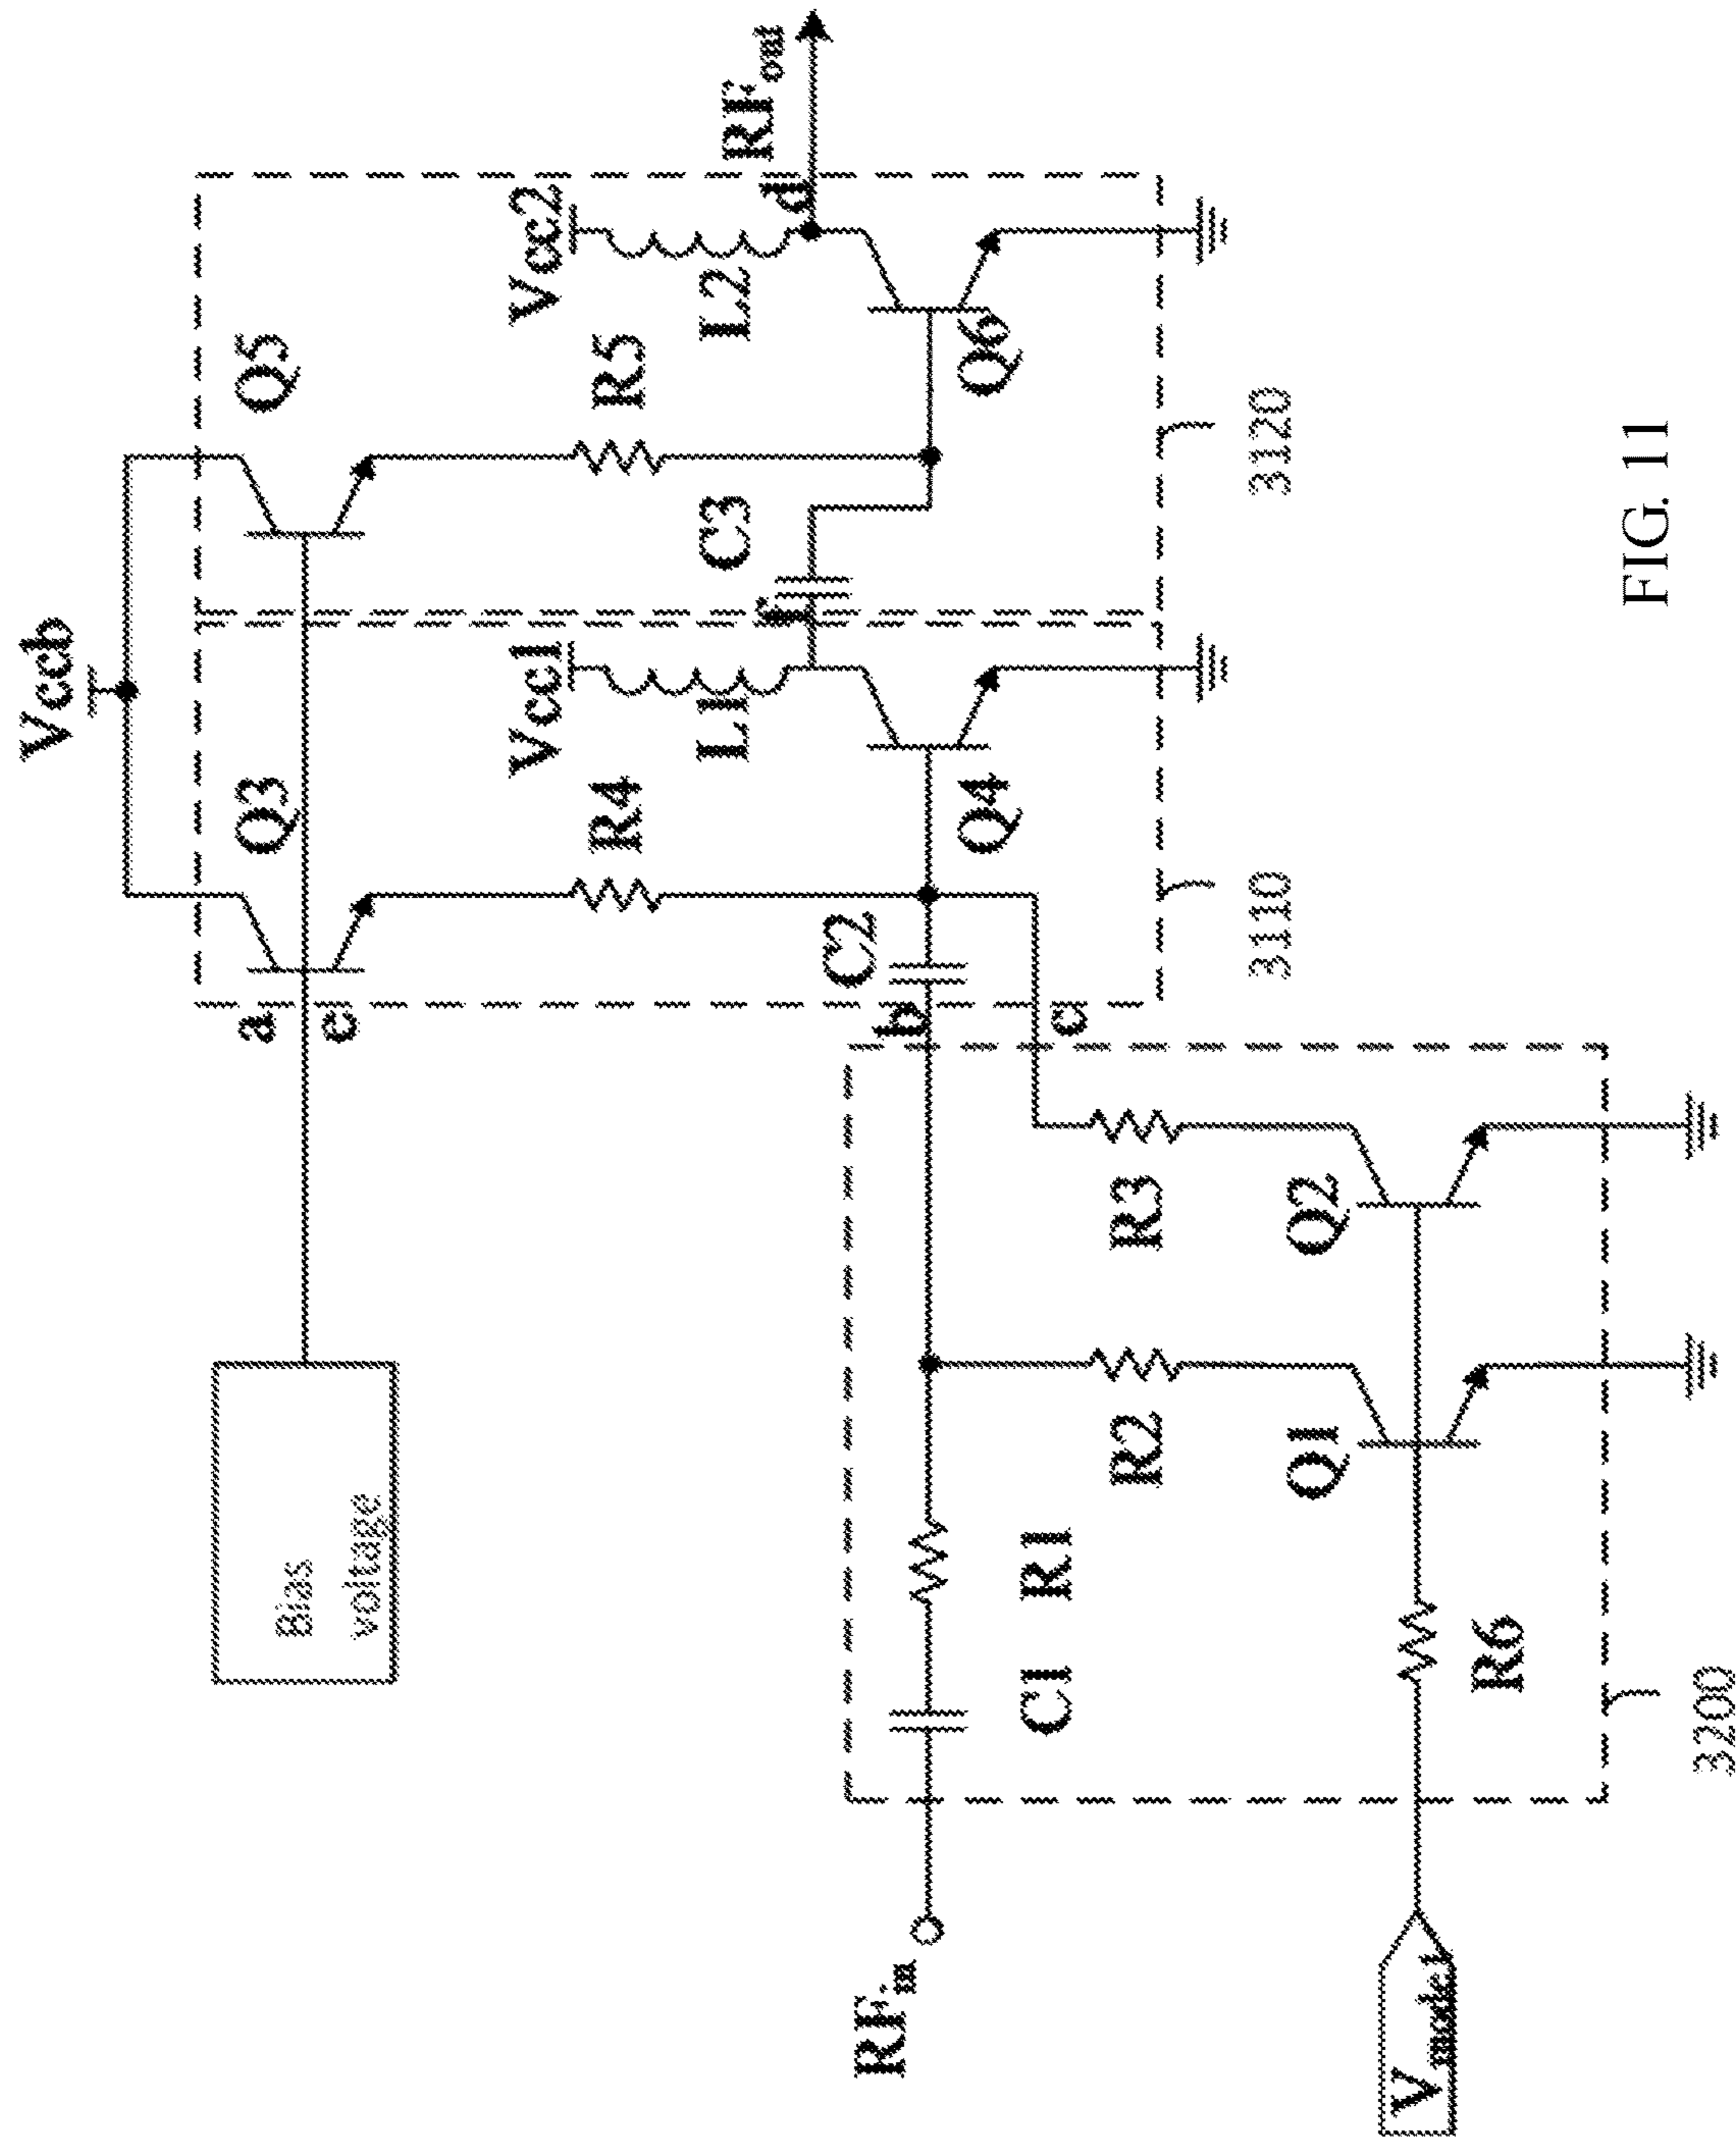 Vccb
Q3
Q5
a
c
Bias
voltage
Vcc1
Vcc2
R4
R5
L1
L2
RFout
d
C3
f
C2
b
Q4
Q6
RFin
C1
R1
c
R2
R3
3110
3120
Q1
Q2
Vmode1
R6
3200
FIG. 11